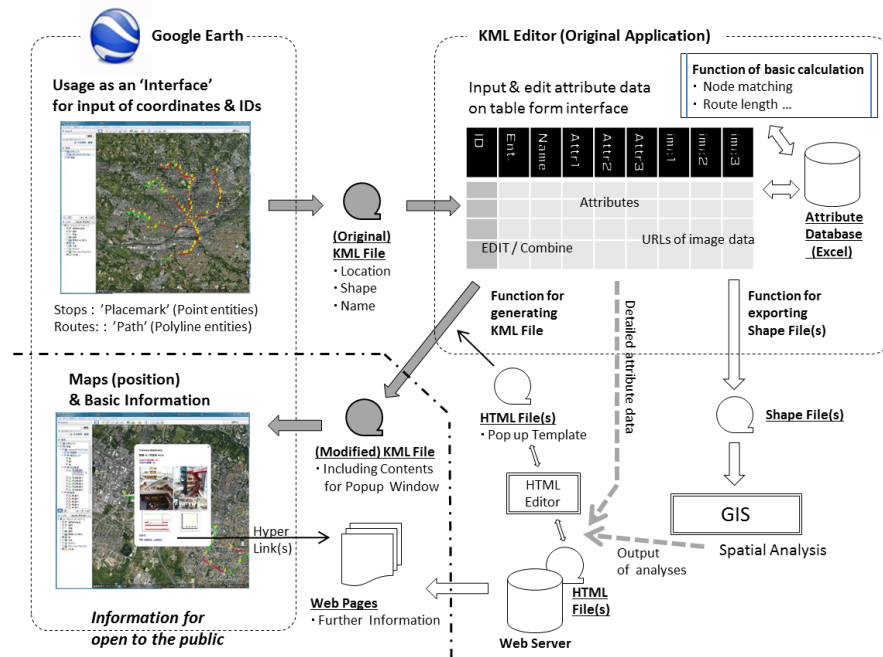 Google Earth
Usage as an ‘Interface’
for input of coordinates & IDs
Stops : ’Placemark’ (Point entities)
Routes: : ’Path’ (Polyline entities)
(Original)
KML File
・Location
・Shape
・Name
KML Editor (Original Application)
Input & edit attribute data
on table form interface
Function of basic calculation
・ Node matching
・ Route length ...
ID
Ent.
Name
Attr1
Attr2
Attr3
Attributes
URLs of image data
EDIT / Combine
Attribute
Database
(Excel)
Function for
generating
KML File
Detailed attribute data
Function for
exporting
Shape File(s)
Maps (position)
& Basic Information
(Modified) KML File
・Including Contents
for Popup Window
HTML File(s)
・Pop up Template
HTML
Editor
Shape File(s)
GIS
Spatial Analysis
Output
of analyses
Hyper
Link(s)
Web Pages
・Further Information
HTML
File(s)
Web Server
Information for
open to the public